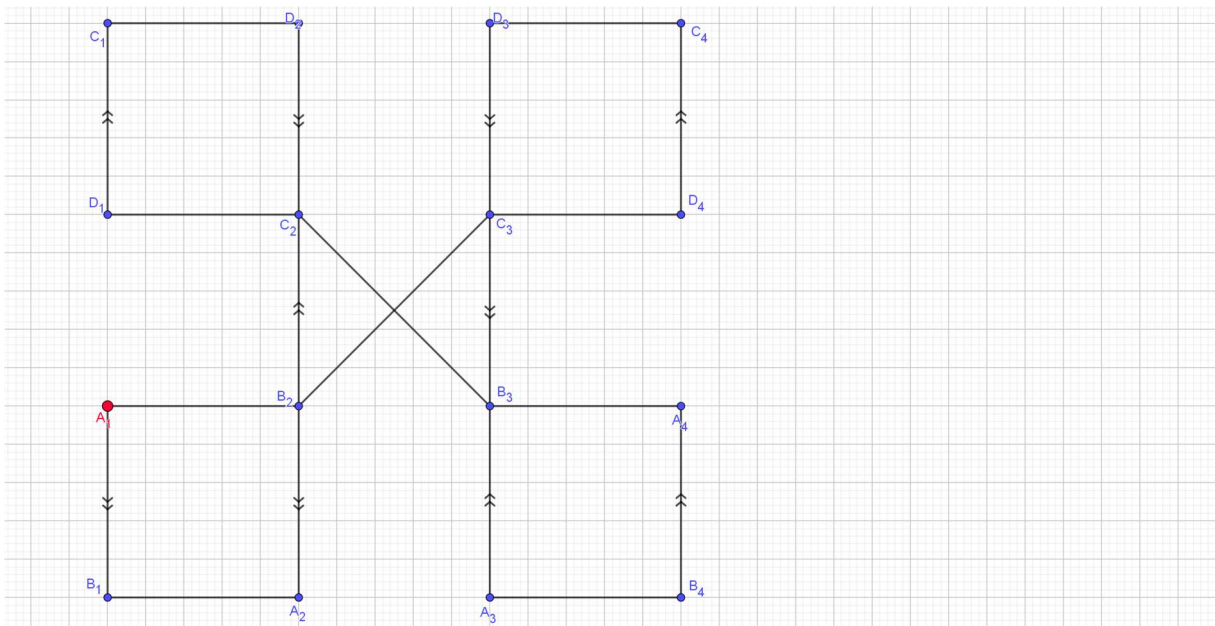 C₁ D₂ D₃ C₄
D₁ C₂ C₃ D₄
A₁ B₂ B₃ A₄
B₁ A₂ A₃ B₄